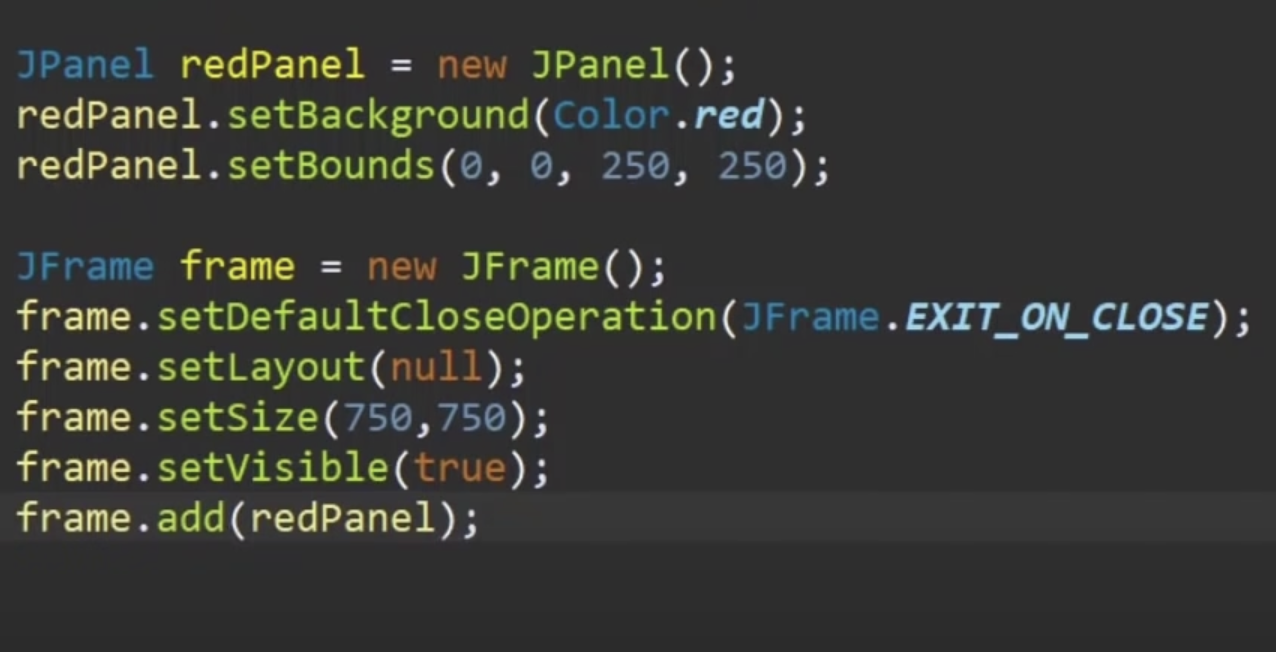 JPanel redPanel = new JPanel();
redPanel.setBackground(Color.red);
redPanel.setBounds(0, 0, 250, 250);
JFrame frame = new JFrame();
frame.setDefaultCloseOperation(JFrame.EXIT_ON_CLOSE);
frame.setLayout(null);
frame.setSize(750,750);
frame.setVisible(true);
frame.add(redPanel);